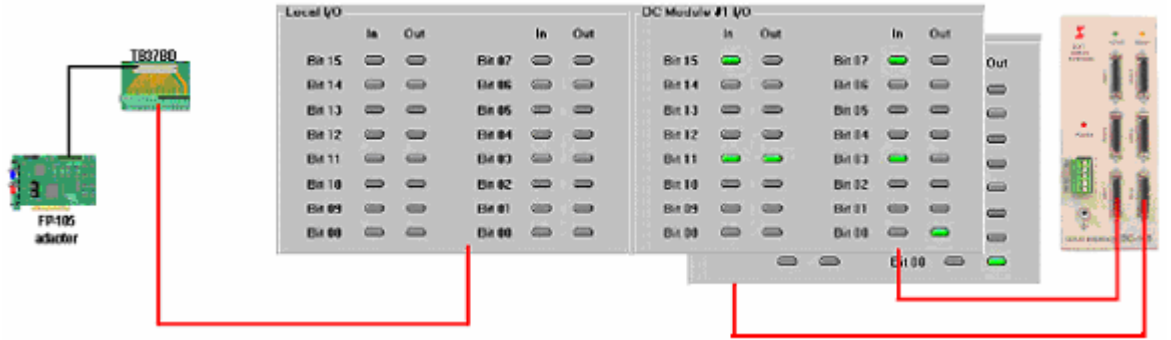 Local I/O
DC Module #1 I/O
In Out In Out
In Out In Out
TB37BD
Bit 15 Bit 07
Bit 15 Bit 07
Out
Bit 14 Bit 06
Bit 14 Bit 06
Bit 13 Bit 05
Bit 13 Bit 05
Bit 12 Bit 04
Bit 12 Bit 04
Bit 11 Bit 03
Bit 11 Bit 03
Bit 10 Bit 02
Bit 10 Bit 02
Bit 09 Bit 01
Bit 09 Bit 01
Bit 08 Bit 00
Bit 08 Bit 00
Bit 00
FP-105
adaptor